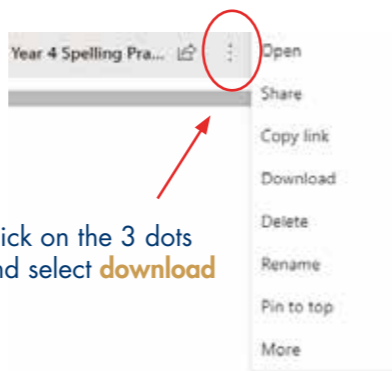 Year 4 Spelling Pra...
Open
Share
Copy link
Download
Delete
Rename
Pin to top
More
ick on the 3 dots
nd select download